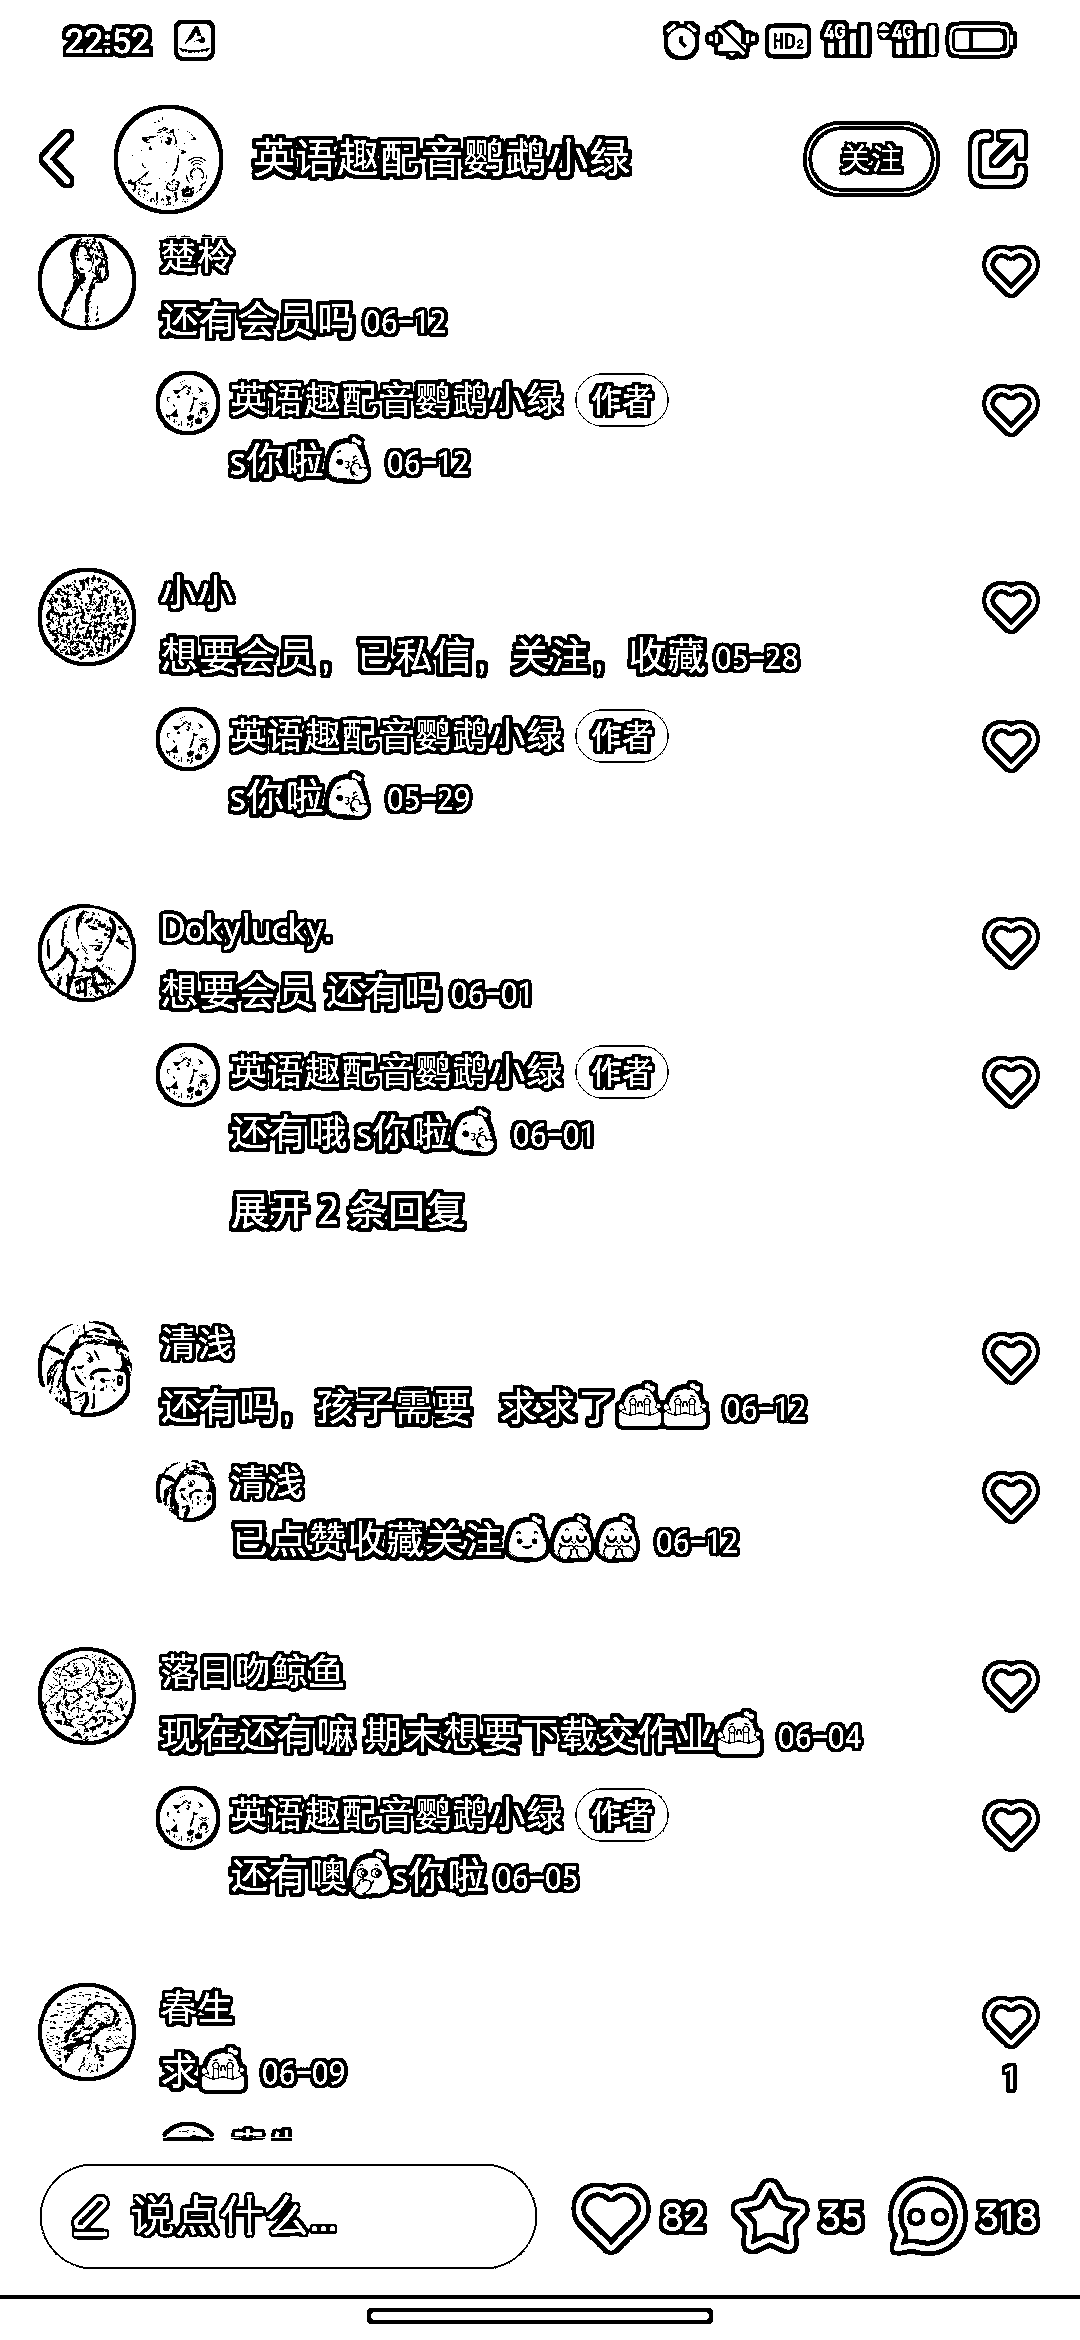 22:52 HD2 4G 4G
英语趣配音鹦鹉小绿 关注
楚柃
还有会员吗 06-12
英语趣配音鹦鹉小绿 作者
s你啦 06-12
小小
想要会员，已私信，关注，收藏 05-28
英语趣配音鹦鹉小绿 作者
s你啦 05-29
Dokylucky.
想要会员 还有吗 06-01
英语趣配音鹦鹉小绿 作者
还有哦 s你啦 06-01
展开 2 条回复
清浅
还有吗，孩子需要 求求了 06-12
清浅
已点赞收藏关注 06-12
落日吻鲸鱼
现在还有嘛 期末想要下载交作业 06-04
英语趣配音鹦鹉小绿 作者
还有噢s你啦 06-05
春生
求 06-09
1
说点什么... 82 35 318